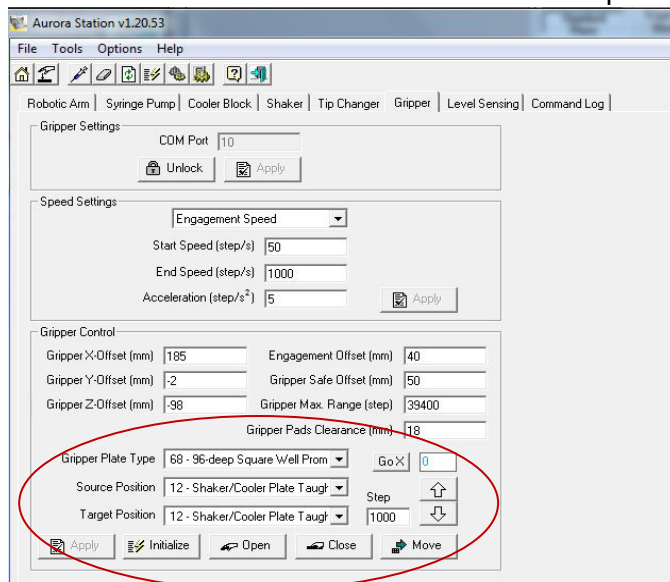 Aurora Station v1.20.53
File Tools Options Help
Robotic Arm Syringe Pump Cooler Block Shaker Tip Changer Gripper Level Sensing Command Log
Gripper Settings
COM Port 10
Unlock Apply
Speed Settings
Engagement Speed
Start Speed (step/s) 50
End Speed (step/s) 1000
Acceleration (step/s²) 5 Apply
Gripper Control
Gripper X-Offset (mm) 185 Engagement Offset (mm) 40
Gripper Y-Offset (mm) -2 Gripper Safe Offset (mm) 50
Gripper Z-Offset (mm) -98 Gripper Max. Range (step) 39400
Gripper Pads Clearance (mm) 18
Gripper Plate Type 68 - 96-deep Square Well Prom Go X 0
Source Position 12 - Shaker/Cooler Plate Taugh Step
Target Position 12 - Shaker/Cooler Plate Taugh 1000
Apply Initialize Open Close Move